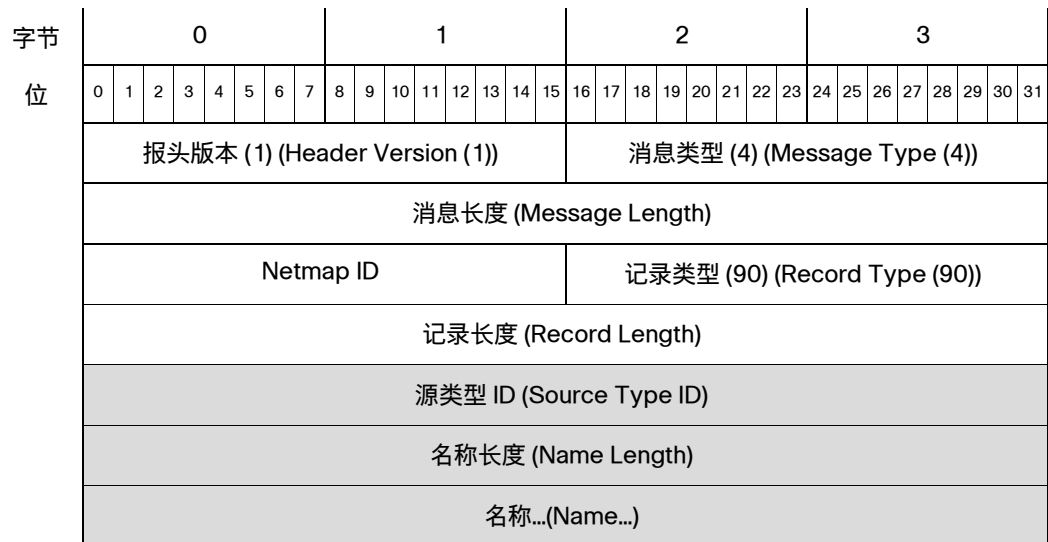 字节 0 1 2 3
位 0 1 2 3 4 5 6 7 8 9 10 11 12 13 14 15 16 17 18 19 20 21 22 23 24 25 26 27 28 29 30 31
报头版本 (1) (Header Version (1)) 消息类型 (4) (Message Type (4))
消息长度 (Message Length)
Netmap ID 记录类型 (90) (Record Type (90))
记录长度 (Record Length)
源类型 ID (Source Type ID)
名称长度 (Name Length)
名称...(Name...)